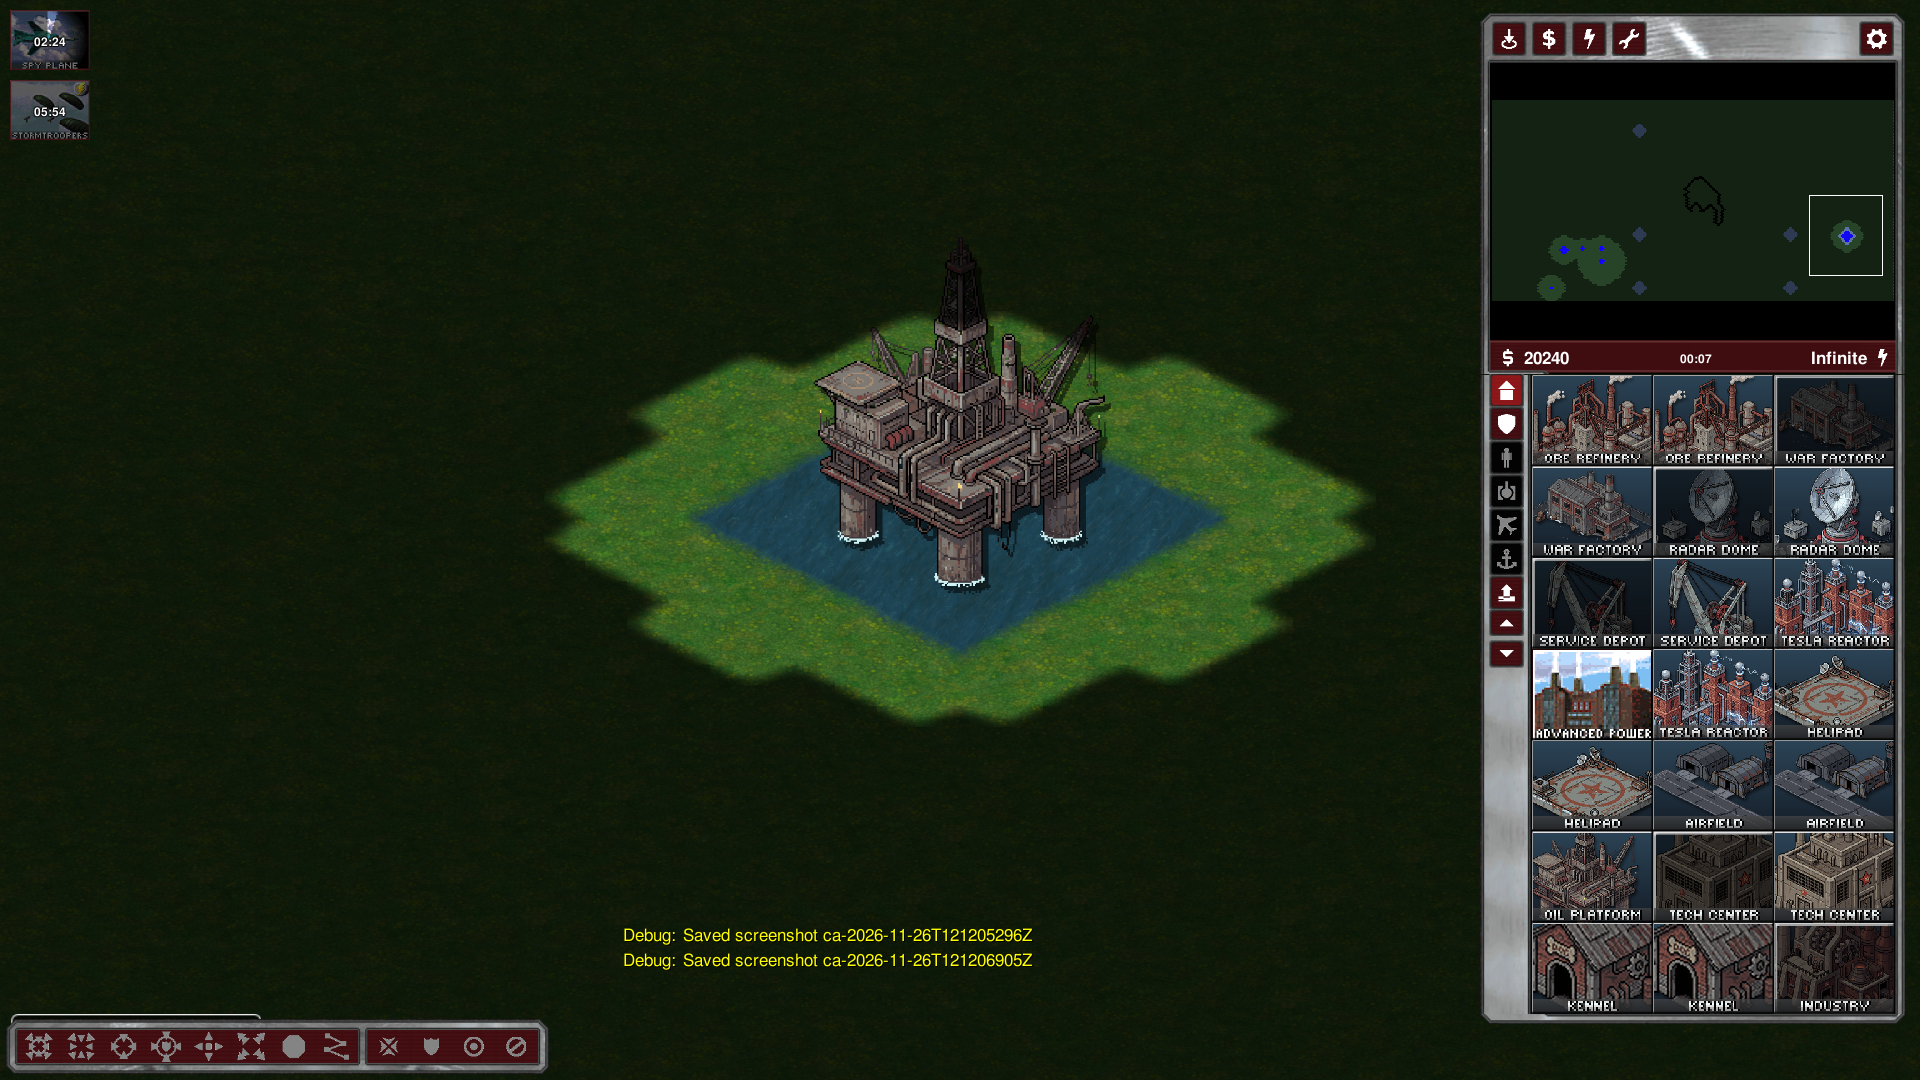 02:24
SPY PLANE
05:54
STORMTROOPERS
$ 20240
00:07
Infinite
ORE REFINERY
ORE REFINERY
WAR FACTORY
WAR FACTORY
RADAR DOME
RADAR DOME
SERVICE DEPOT
SERVICE DEPOT
TESLA REACTOR
ADVANCED POWER
TESLA REACTOR
HELIPAD
HELIPAD
AIRFIELD
AIRFIELD
OIL PLATFORM
TECH CENTER
TECH CENTER
KENNEL
KENNEL
INDUSTRY
Debug: Saved screenshot ca-2026-11-26T121205296Z
Debug: Saved screenshot ca-2026-11-26T121206905Z